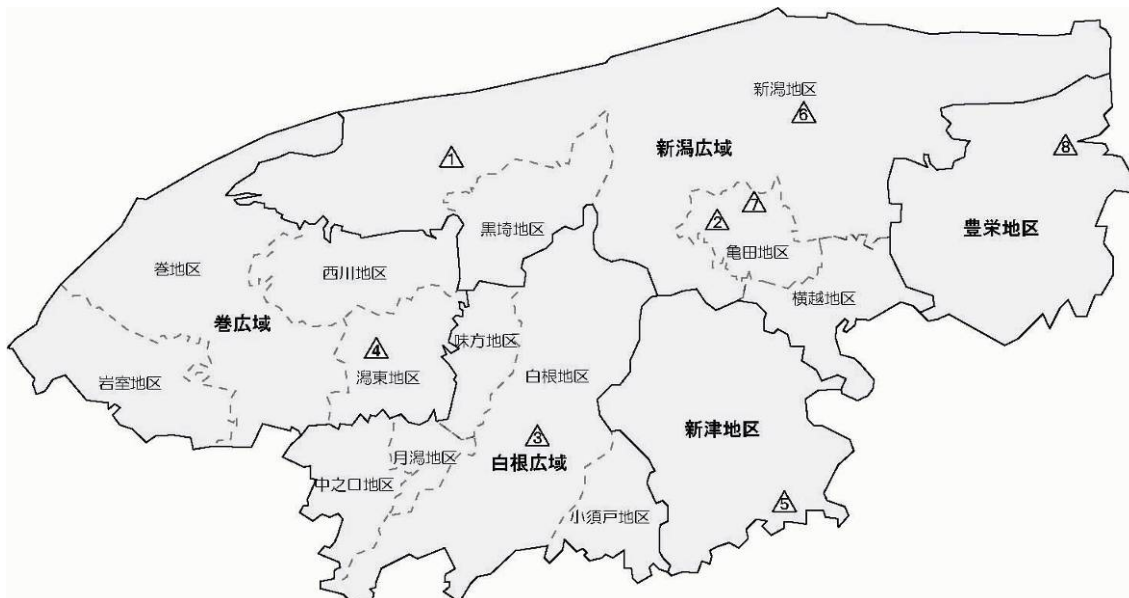 新潟地区
6
8
新潟広域
1
7
2
黒埼地区
豊栄地区
亀田地区
巻地区
西川地区
横越地区
巻広域
味方地区
4
潟東地区
白根地区
岩室地区
新津地区
3
月潟地区
白根広域
中之口地区
5
小須戸地区